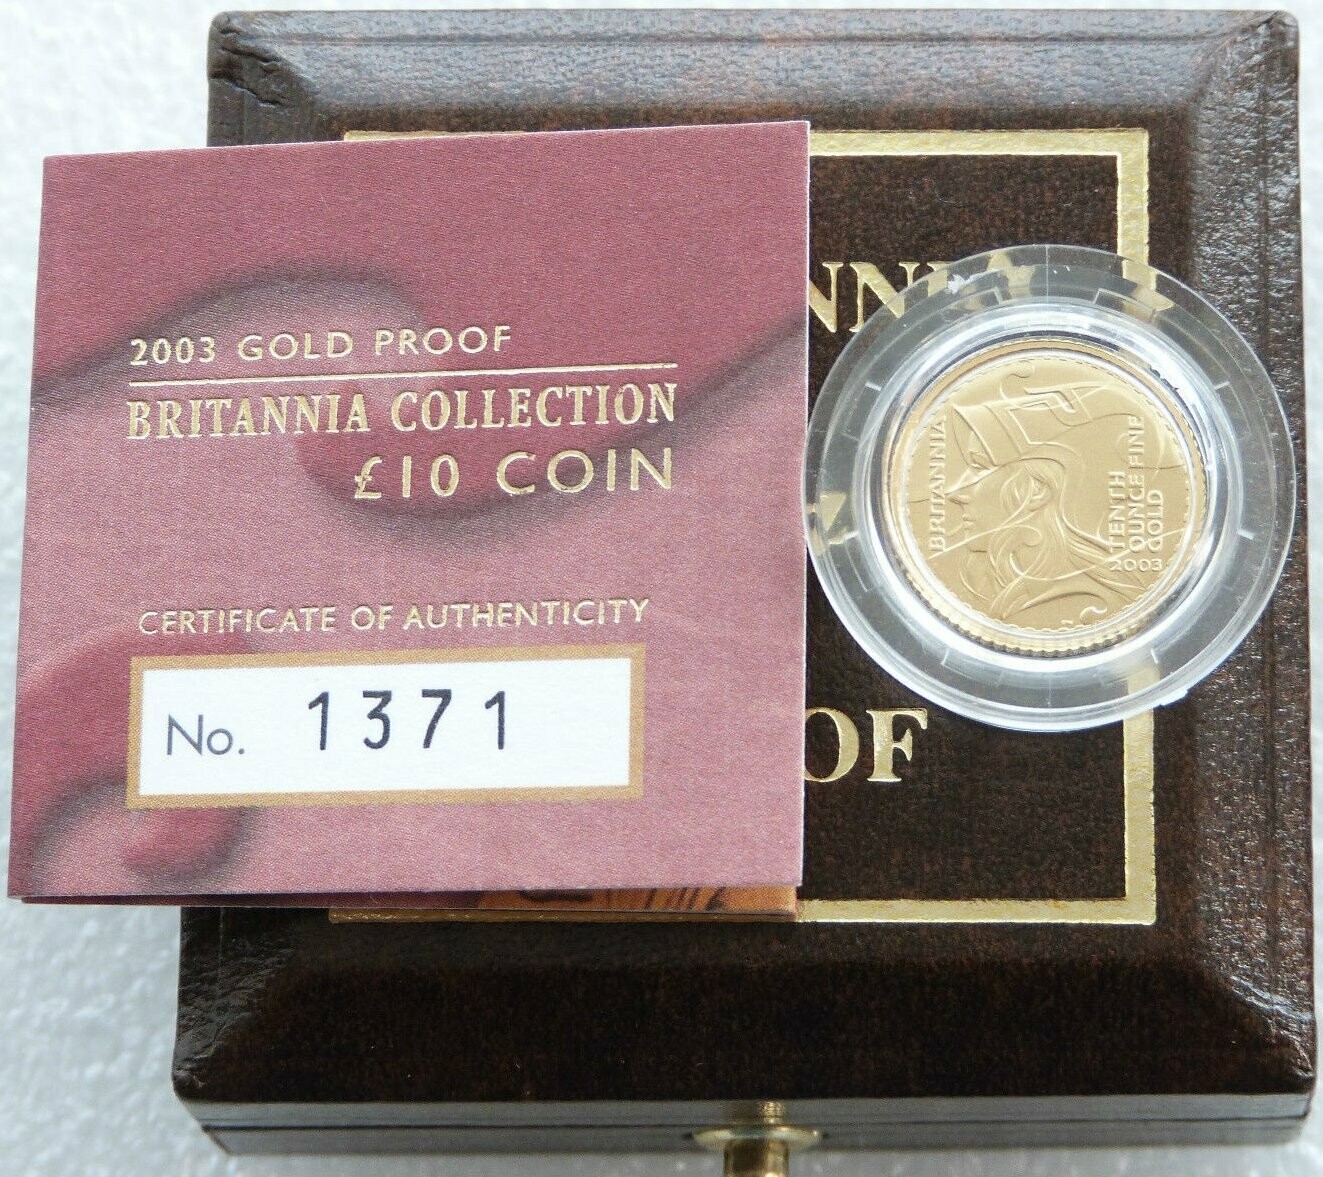 2003 GOLD PROOF
BRITANNIA COLLECTION
£10 COIN
CERTIFICATE OF AUTHENTICITY
No. 1371
BRITANNIA
TENTH
OUNCE FINE
GOLD
2003